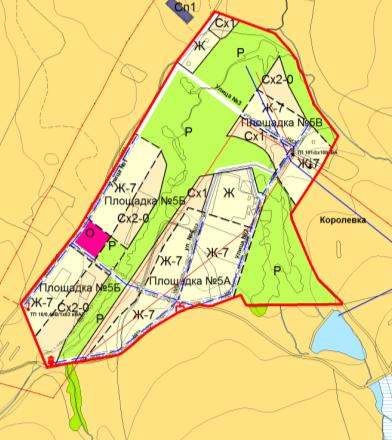 Сп1
Сх1
Ж
Р
Сх2-0
Улица №3
Ж-7
Площадка №5В
Р
Сх1
Ж-7
Ж-7
Площадка №5Б
Сх1
Ж
Сх2-0
Королевка
О
Р
Ж-7
Ж-7
Р
Площадка №5Б
Площадка №5А
Ж-7
Сх2-0
Р
Ж-7